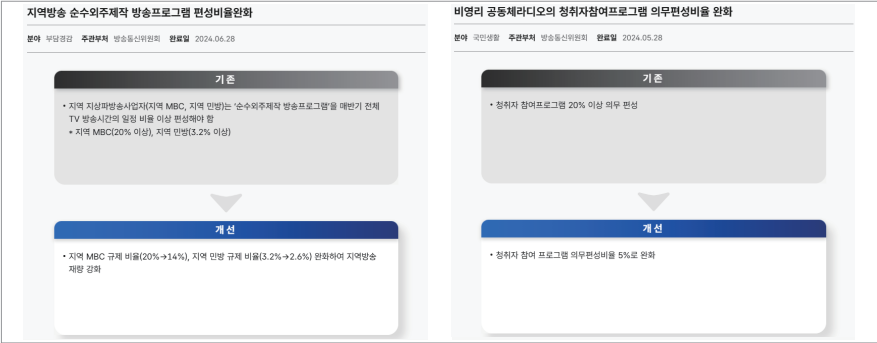 지역방송 순수외주제작 방송프로그램 편성비율완화
분야 부담경감 주관부처 방송통신위원회 완료일 2024.06.28
기존
• 지역 지상파방송사업자(지역 MBC, 지역 민방)는 '순수외주제작 방송프로그램'을 매반기 전체
TV 방송시간의 일정 비율 이상 편성해야 함
* 지역 MBC(20% 이상), 지역 민방(3.2% 이상)
개선
• 지역 MBC 규제 비율(20%→14%), 지역 민방 규제 비율(3.2%→2.6%) 완화하여 지역방송
재량 강화
비영리 공동체라디오의 청취자참여프로그램 의무편성비율 완화
분야 국민생활 주관부처 방송통신위원회 완료일 2024.05.28
기존
• 청취자 참여프로그램 20% 이상 의무 편성
개선
• 청취자 참여 프로그램 의무편성비율 5%로 완화